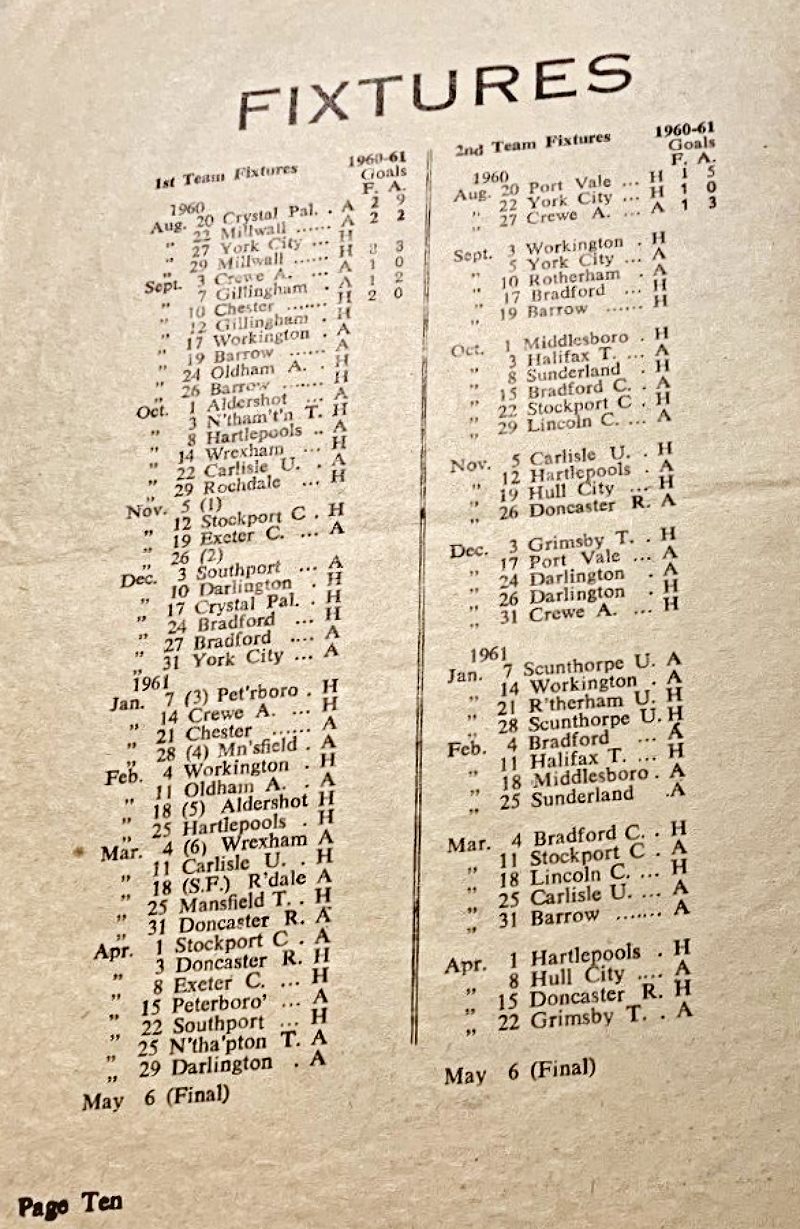 FIXTURES
1st Team Fixtures 1960-61
Goals
F. A.
1960
Aug. 20 Crystal Pal. . A 2 9
" 22 Millwall ...... A 2 2
" 27 York City ... H
" 29 Millwall ...... H 3
Sept. 3 Crewe A. ... A 1 0
" 7 Gillingham . A 1 2
" 10 Chester ....... H 2 0
" 12 Gillingham . H
" 17 Workington . A
" 19 Barrow ...... A
" 24 Oldham A. . H
" 26 Barrow ....... H
Oct. 1 Aldershot ... A
" 3 N'tham't'n T. H
" 8 Hartlepools .. A
" 14 Wrexham ... H
" 22 Carlisle U. . A
" 29 Rochdale ... H
Nov. 5 (1)
" 12 Stockport C . H
" 19 Exeter C. ... A
" 26 (2)
Dec. 3 Southport ... A
" 10 Darlington . H
" 17 Crystal Pal. . H
" 24 Bradford ... H
" 27 Bradford .... A
" 31 York City ... A
1961
Jan. 7 (3) Pet'rboro . H
" 14 Crewe A. ... H
" 21 Chester ...... A
" 28 (4) Mn'sfield . A
Feb. 4 Workington . H
" 11 Oldham A. . A
" 18 (5) Aldershot H
" 25 Hartlepools . H
Mar. 4 (6) Wrexham A
" 11 Carlisle U. . H
" 18 (S.F.) R'dale A
" 25 Mansfield T. . H
" 31 Doncaster R. A
Apr. 1 Stockport C . A
" 3 Doncaster R. H
" 8 Exeter C. ... H
" 15 Peterboro' ... A
" 22 Southport ... H
" 25 N'tha'pton T. A
" 29 Darlington . A
May 6 (Final)
2nd Team Fixtures 1960-61
Goals
F. A.
1960
Aug. 20 Port Vale ... H 1 5
" 22 York City ... H 1 0
" 27 Crewe A. ... A 1 3
Sept. 3 Workington . H
" 5 York City ... A
" 10 Rotherham . A
" 17 Bradford ... H
" 19 Barrow ...... H
Oct. 1 Middlesboro . H
" 3 Halifax T. ... A
" 8 Sunderland . H
" 15 Bradford C. . A
" 22 Stockport C . H
" 29 Lincoln C. ... A
Nov. 5 Carlisle U. . H
" 12 Hartlepools . A
" 19 Hull City ... H
" 26 Doncaster R. A
Dec. 3 Grimsby T. . H
" 17 Port Vale ... A
" 24 Darlington . A
" 26 Darlington . H
" 31 Crewe A. ... H
1961
Jan. 7 Scunthorpe U. A
" 14 Workington . A
" 21 R'therham U. H
" 28 Scunthorpe U. H
Feb. 4 Bradford ... A
" 11 Halifax T. ... H
" 18 Middlesboro . A
" 25 Sunderland .A
Mar. 4 Bradford C. . H
" 11 Stockport C . A
" 18 Lincoln C. ... H
" 25 Carlisle U. ... A
" 31 Barrow ....... A
Apr. 1 Hartlepools . H
" 8 Hull City .... A
" 15 Doncaster R. H
" 22 Grimsby T. . A
May 6 (Final)
Page Ten